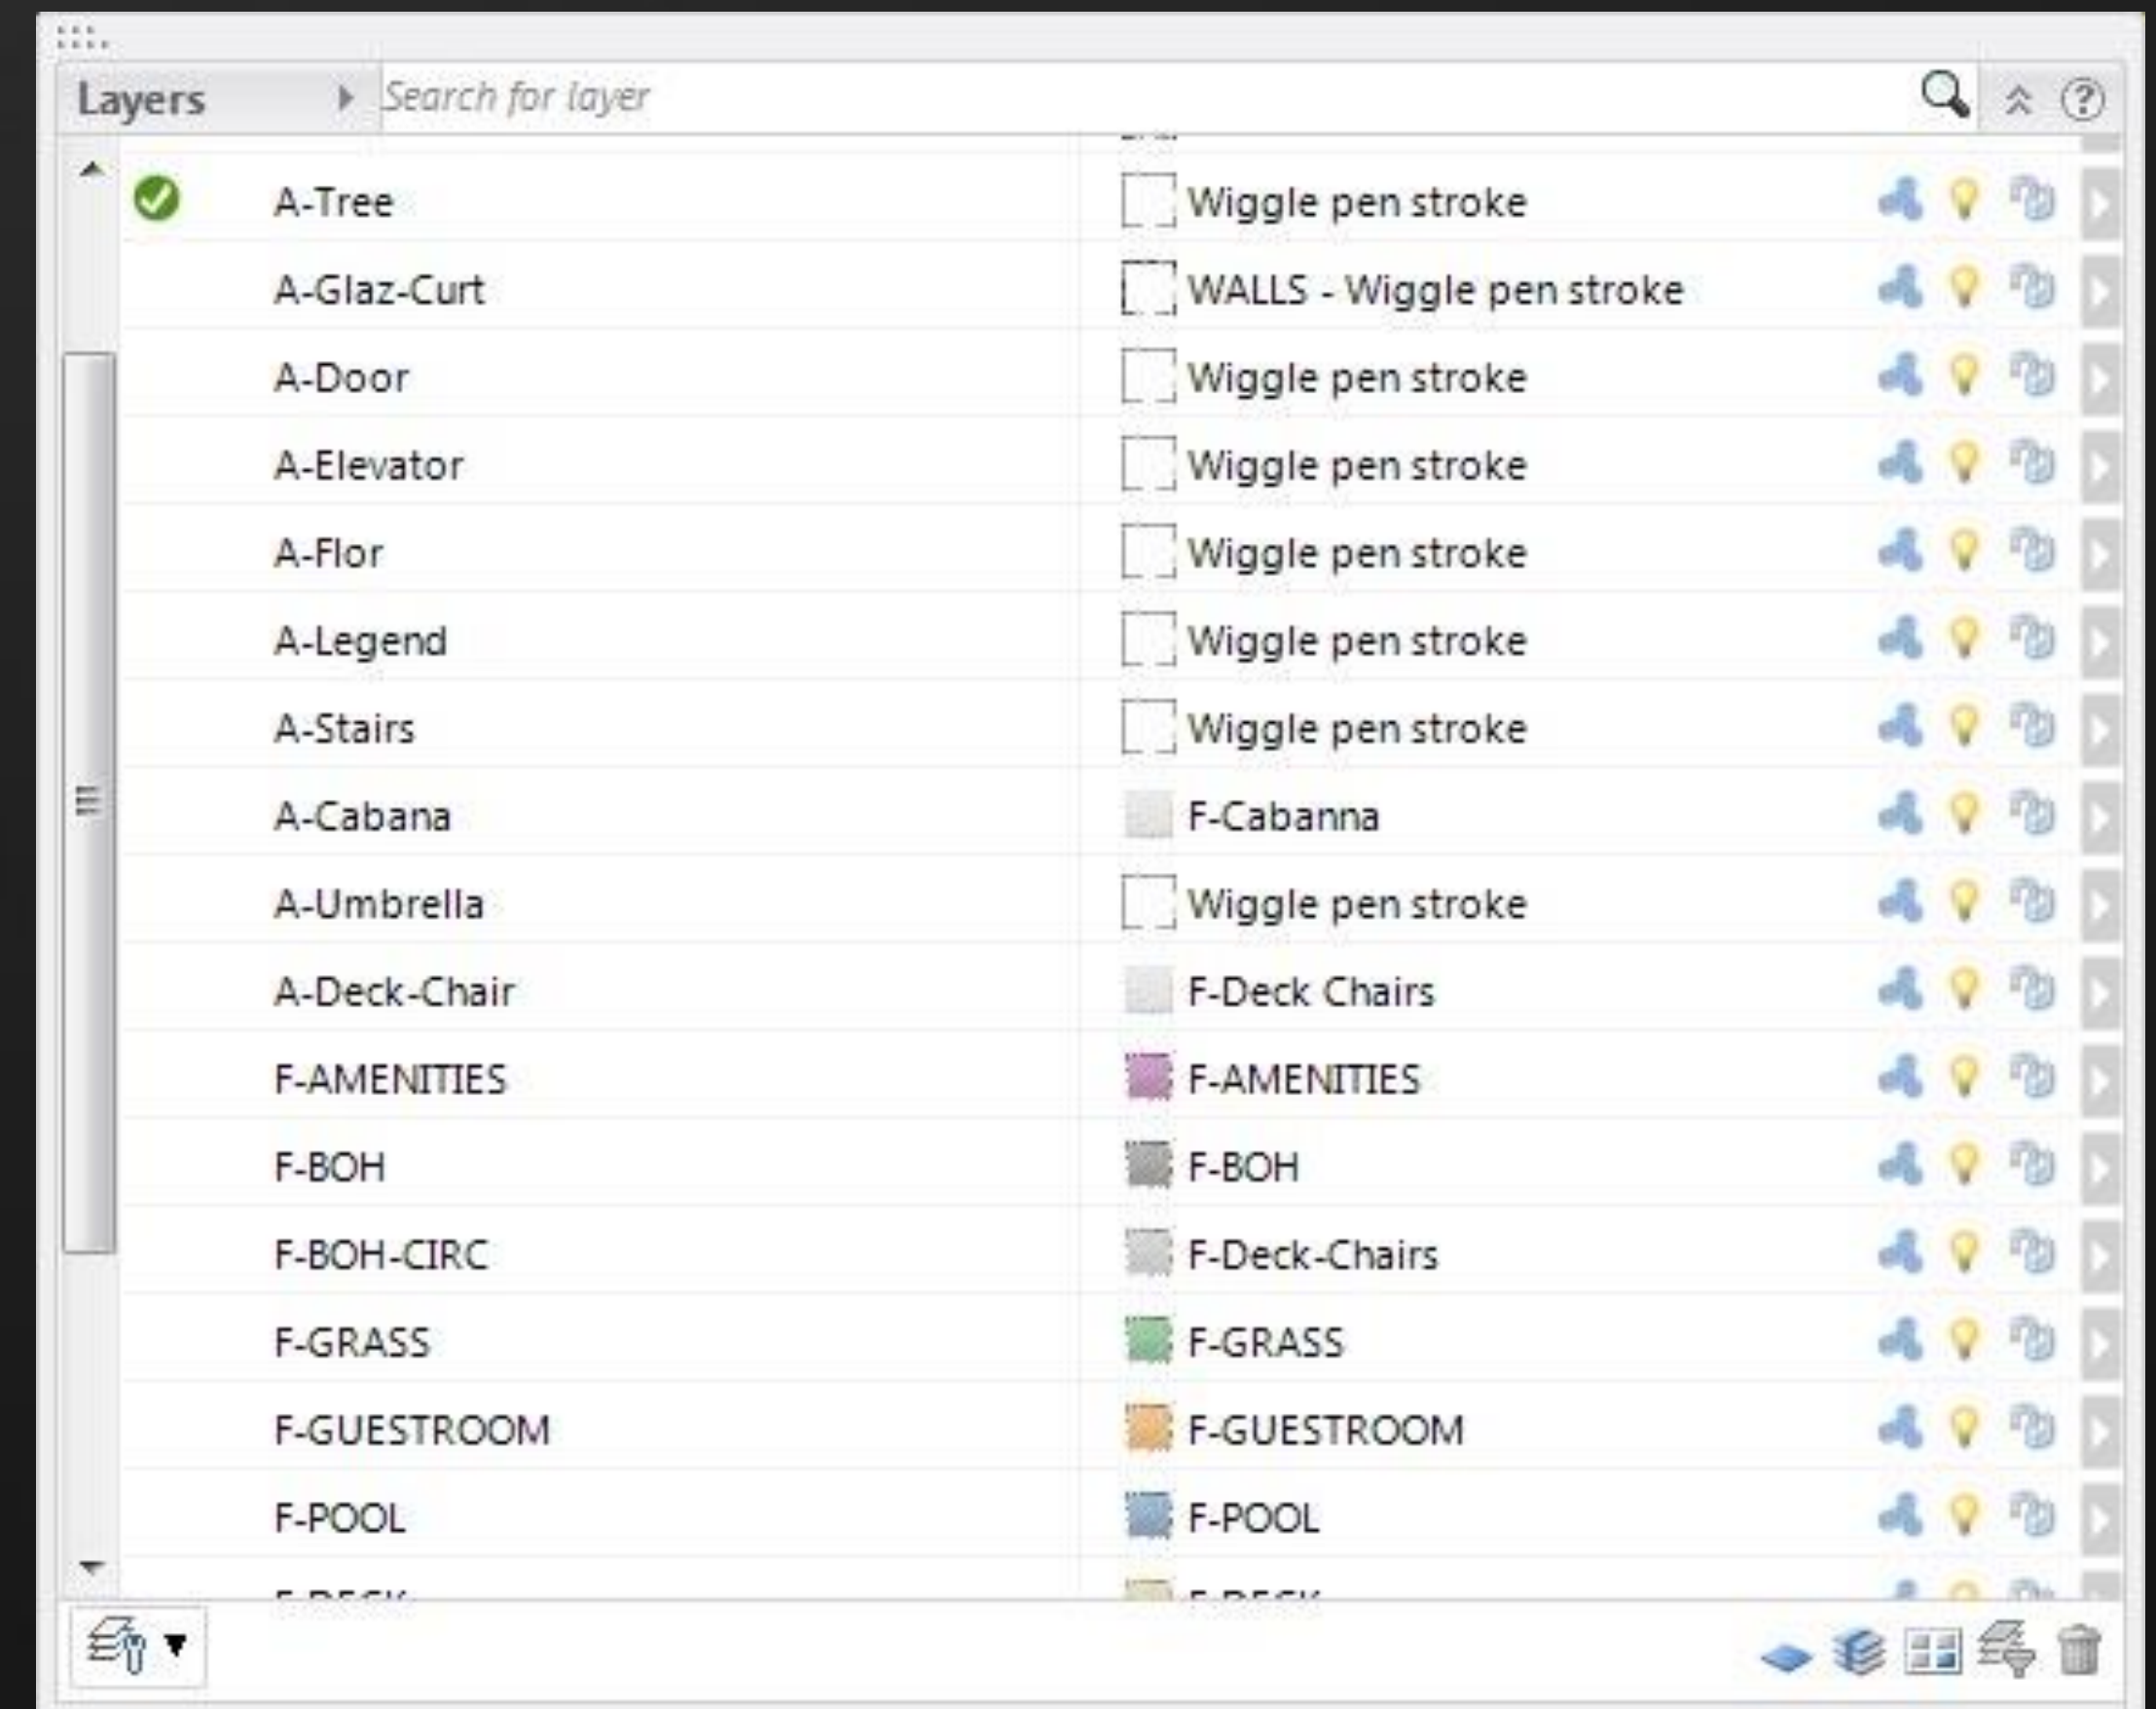 Layers Search for layer
A-Tree Wiggle pen stroke
A-Glaz-Curt WALLS - Wiggle pen stroke
A-Door Wiggle pen stroke
A-Elevator Wiggle pen stroke
A-Flor Wiggle pen stroke
A-Legend Wiggle pen stroke
A-Stairs Wiggle pen stroke
A-Cabana F-Cabanna
A-Umbrella Wiggle pen stroke
A-Deck-Chair F-Deck Chairs
F-AMENITIES F-AMENITIES
F-BOH F-BOH
F-BOH-CIRC F-Deck-Chairs
F-GRASS F-GRASS
F-GUESTROOM F-GUESTROOM
F-POOL F-POOL
F-DECK F-DECK